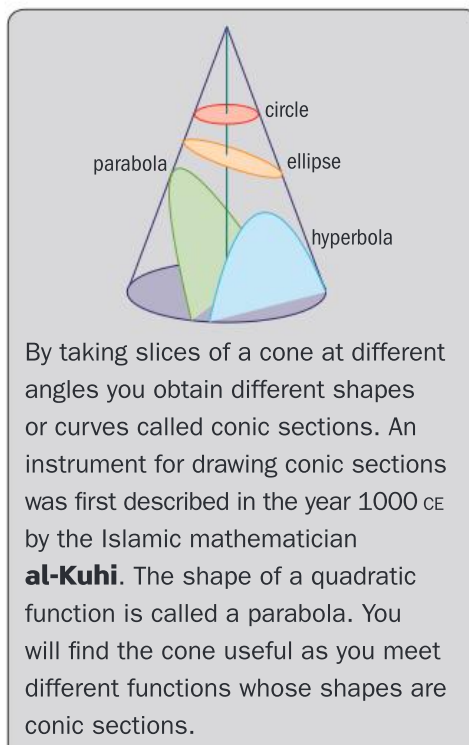 circle
parabola
ellipse
hyperbola
By taking slices of a cone at different
angles you obtain different shapes
or curves called conic sections. An
instrument for drawing conic sections
was first described in the year 1000 CE
by the Islamic mathematician
al-Kuhi. The shape of a quadratic
function is called a parabola. You
will find the cone useful as you meet
different functions whose shapes are
conic sections.